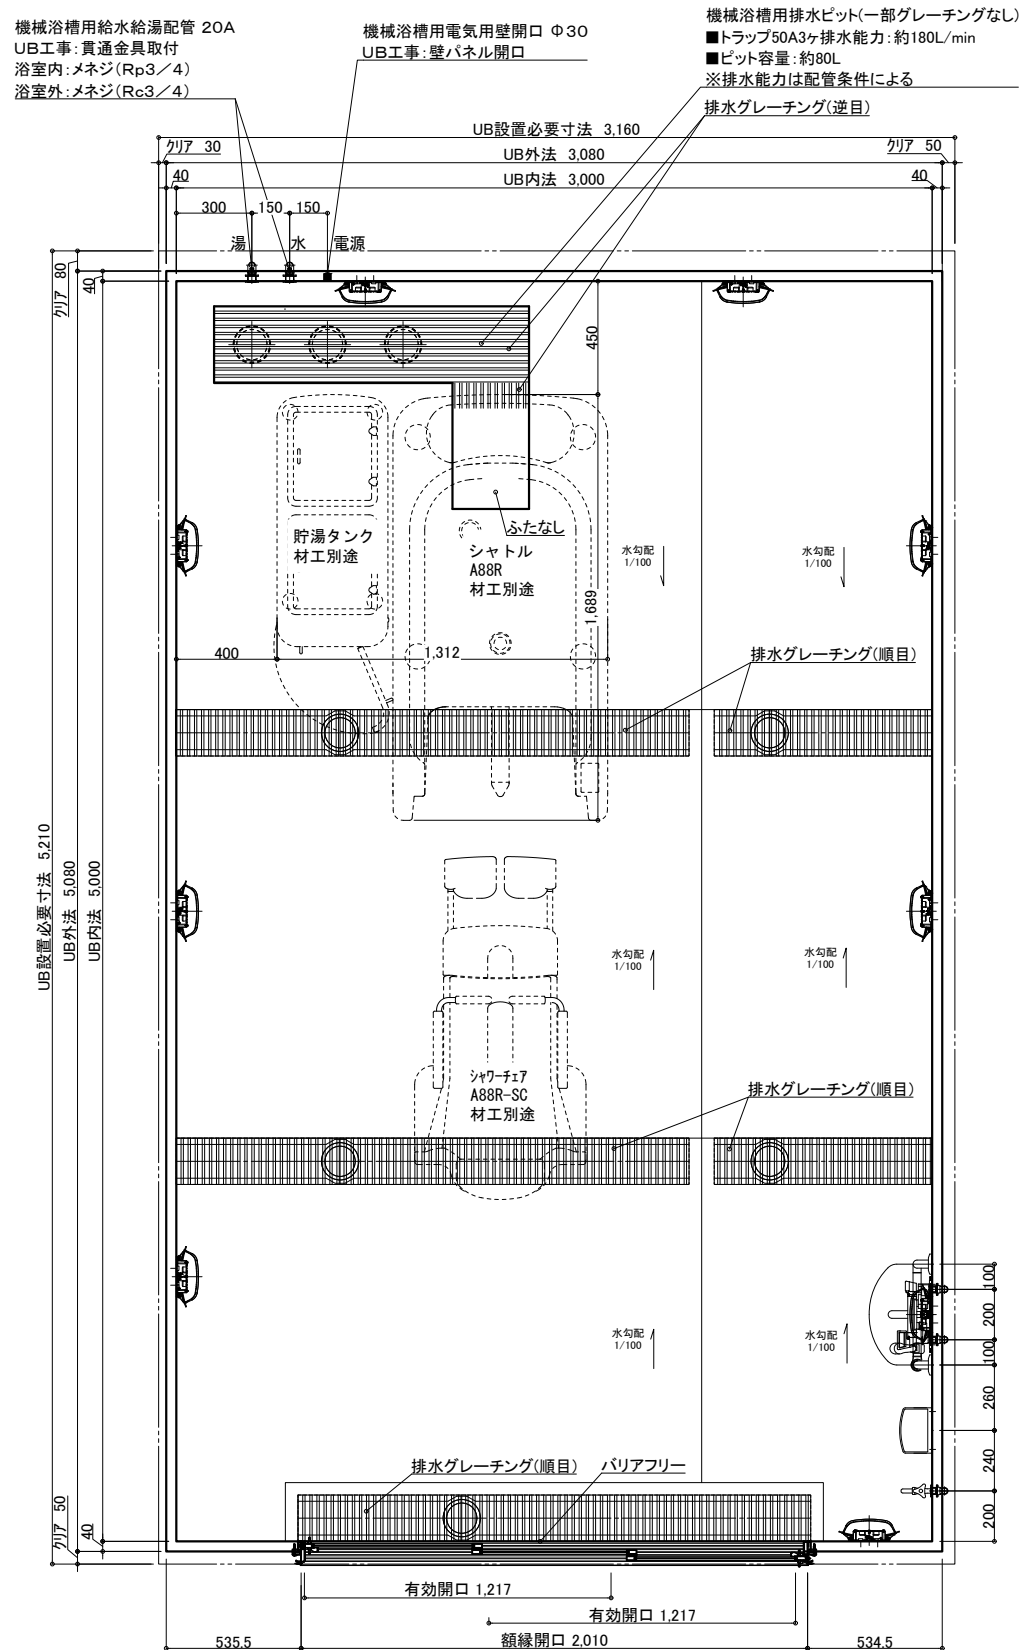 機械浴槽用給水給湯配管 20A
UB工事:貫通金具取付
浴室内:メネジ(Rp3／4)
浴室外:メネジ(Rc3／4)
機械浴槽用電気用壁開口 Φ30
UB工事:壁パネル開口
機械浴槽用排水ピット(一部グレーチングなし)
■トラップ50A3ヶ排水能力:約180L/min
■ピット容量:約80L
※排水能力は配管条件による
排水グレーチング(逆目)
UB設置必要寸法 3,160
クリア 30
UB外法 3,080
クリア 50
40
UB内法 3,000
40
300
150
150
湯
水
電源
クリア 80
40
450
ふたなし
貯湯タンク
材工別途
シャトル
A88R
材工別途
水勾配
1/100
水勾配
1/100
1,689
400
1,312
排水グレーチング(順目)
UB設置必要寸法 5,210
UB外法 5,080
UB内法 5,000
水勾配
1/100
水勾配
1/100
シャワーチェア
A88R-SC
材工別途
排水グレーチング(順目)
100
200
100
260
240
200
水勾配
1/100
水勾配
1/100
排水グレーチング(順目)
バリアフリー
クリア 50
40
有効開口 1,217
有効開口 1,217
535.5
額縁開口 2,010
534.5